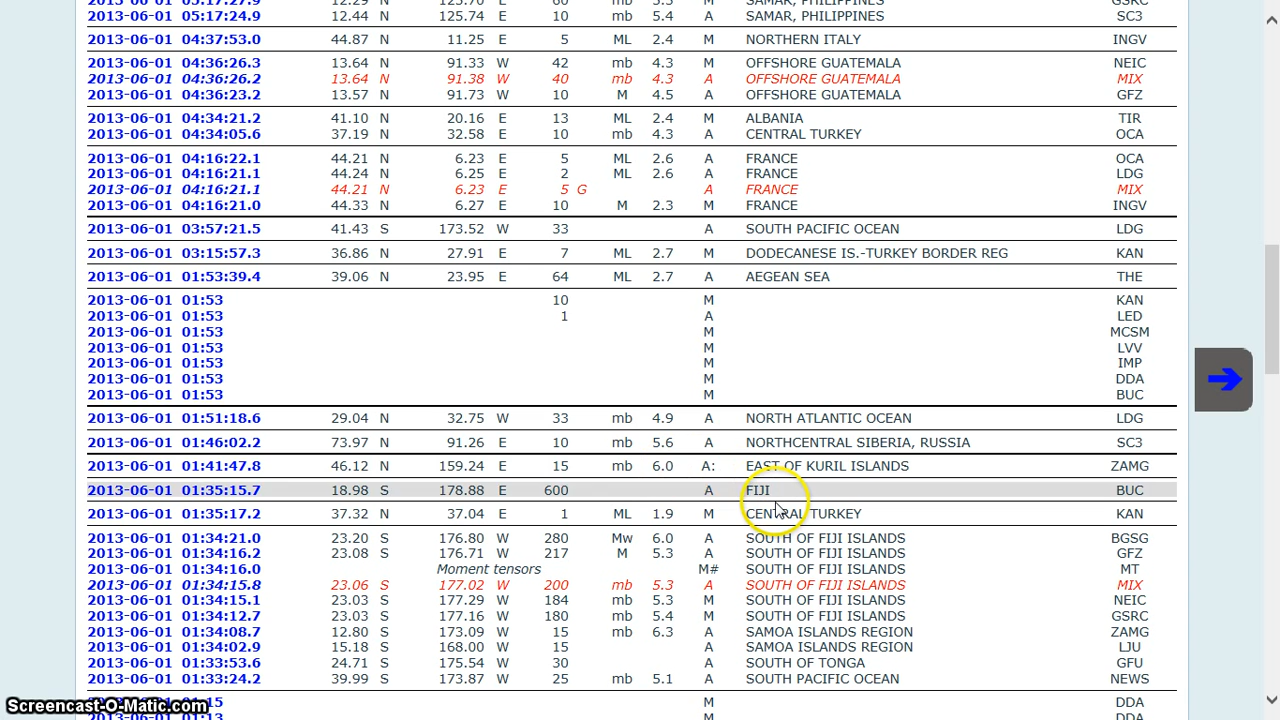 2013-06-01 05:17:27.9 12.29 N 125.70 E 60 mb 5.3 M SAMAR, PHILIPPINES GSRC
2013-06-01 05:17:24.9 12.44 N 125.74 E 10 mb 5.4 A SAMAR, PHILIPPINES SC3
2013-06-01 04:37:53.0 44.87 N 11.25 E 5 ML 2.4 M NORTHERN ITALY INGV
2013-06-01 04:36:26.3 13.64 N 91.33 W 42 mb 4.3 M OFFSHORE GUATEMALA NEIC
2013-06-01 04:36:26.2 13.64 N 91.38 W 40 mb 4.3 A OFFSHORE GUATEMALA MIX
2013-06-01 04:36:23.2 13.57 N 91.73 W 10 M 4.5 A OFFSHORE GUATEMALA GFZ
2013-06-01 04:34:21.2 41.10 N 20.16 E 13 ML 2.4 M ALBANIA TIR
2013-06-01 04:34:05.6 37.19 N 32.58 E 10 mb 4.3 A CENTRAL TURKEY OCA
2013-06-01 04:16:22.1 44.21 N 6.23 E 5 ML 2.6 A FRANCE OCA
2013-06-01 04:16:21.1 44.24 N 6.25 E 2 ML 2.6 A FRANCE LDG
2013-06-01 04:16:21.1 44.21 N 6.23 E 5 G A FRANCE MIX
2013-06-01 04:16:21.0 44.33 N 6.27 E 10 M 2.3 M FRANCE INGV
2013-06-01 03:57:21.5 41.43 S 173.52 W 33 A SOUTH PACIFIC OCEAN LDG
2013-06-01 03:15:57.3 36.86 N 27.91 E 7 ML 2.7 M DODECANESE IS.-TURKEY BORDER REG KAN
2013-06-01 01:53:39.4 39.06 N 23.95 E 64 ML 2.7 A AEGEAN SEA THE
2013-06-01 01:53 10 M KAN
2013-06-01 01:53 1 A LED
2013-06-01 01:53 M MCSM
2013-06-01 01:53 M LVV
2013-06-01 01:53 M IMP
2013-06-01 01:53 M DDA
2013-06-01 01:53 M BUC
2013-06-01 01:51:18.6 29.04 N 32.75 W 33 mb 4.9 A NORTH ATLANTIC OCEAN LDG
2013-06-01 01:46:02.2 73.97 N 91.26 E 10 mb 5.6 A NORTHCENTRAL SIBERIA, RUSSIA SC3
2013-06-01 01:41:47.8 46.12 N 159.24 E 15 mb 6.0 A: EAST OF KURIL ISLANDS ZAMG
2013-06-01 01:35:15.7 18.98 S 178.88 E 600 A FIJI BUC
2013-06-01 01:35:17.2 37.32 N 37.04 E 1 ML 1.9 M CENTRAL TURKEY KAN
2013-06-01 01:34:21.0 23.20 S 176.80 W 280 Mw 6.0 A SOUTH OF FIJI ISLANDS BGSG
2013-06-01 01:34:16.2 23.08 S 176.71 W 217 M 5.3 A SOUTH OF FIJI ISLANDS GFZ
2013-06-01 01:34:16.0 Moment tensors M# SOUTH OF FIJI ISLANDS MT
2013-06-01 01:34:15.8 23.06 S 177.02 W 200 mb 5.3 A SOUTH OF FIJI ISLANDS MIX
2013-06-01 01:34:15.1 23.03 S 177.29 W 184 mb 5.3 M SOUTH OF FIJI ISLANDS NEIC
2013-06-01 01:34:12.7 23.03 S 177.16 W 180 mb 5.4 M SOUTH OF FIJI ISLANDS GSRC
2013-06-01 01:34:08.7 12.80 S 173.09 W 15 mb 6.3 A SAMOA ISLANDS REGION ZAMG
2013-06-01 01:34:02.9 15.18 S 168.00 W 15 A SAMOA ISLANDS REGION LJU
2013-06-01 01:33:53.6 24.71 S 175.54 W 30 A SOUTH OF TONGA GFU
2013-06-01 01:33:24.2 39.99 S 173.87 W 25 mb 5.1 A SOUTH PACIFIC OCEAN NEWS
:15 M DDA
01:13 M DDA
Screencast-O-Matic.com